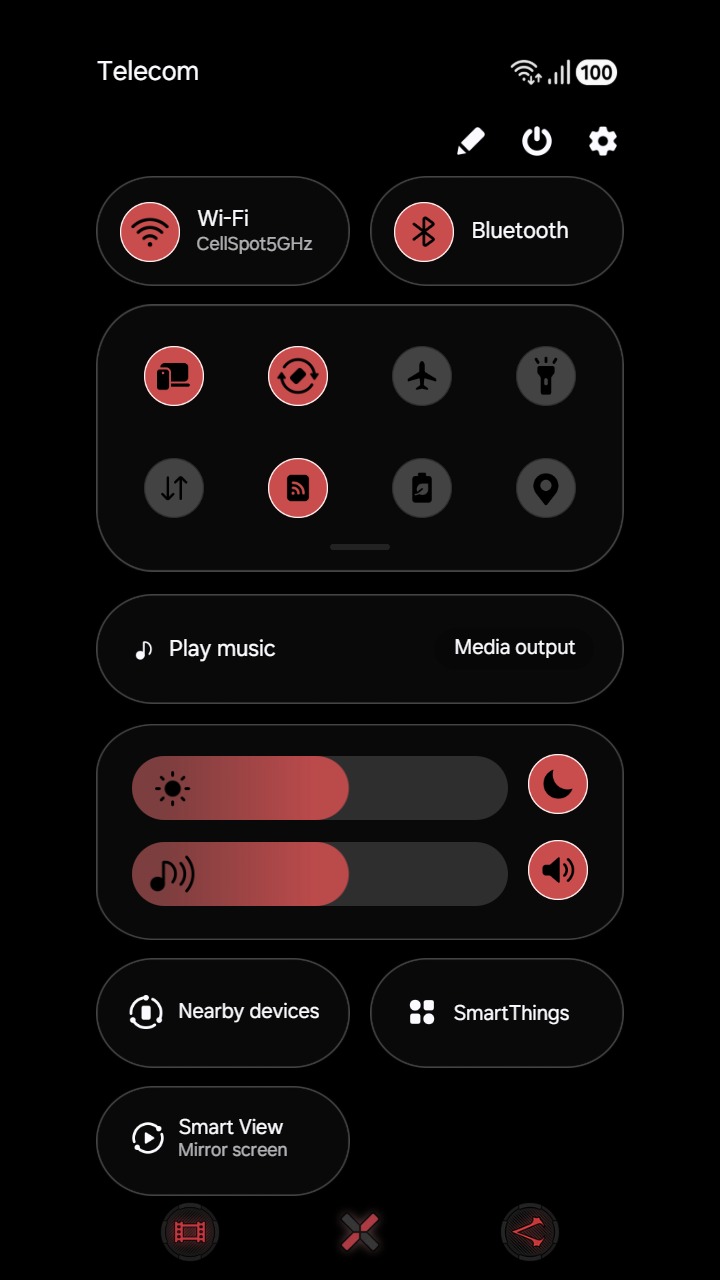 Telecom
100
Wi-Fi
CellSpot5GHz
Bluetooth
Play music
Media output
Nearby devices
SmartThings
Smart View
Mirror screen